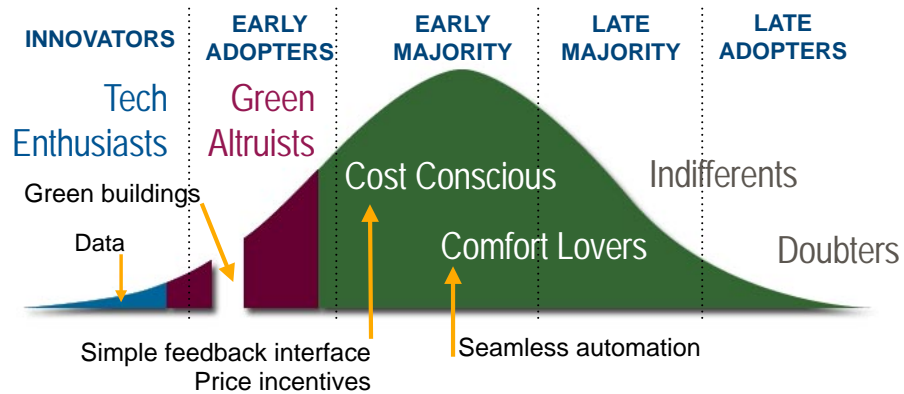 INNOVATORS
EARLY
ADOPTERS
EARLY
MAJORITY
LATE
MAJORITY
LATE
ADOPTERS
Tech
Enthusiasts
Green
Altruists
Green buildings
Data
Cost Conscious
Comfort Lovers
Indifferents
Doubters
Simple feedback interface
Price incentives
Seamless automation